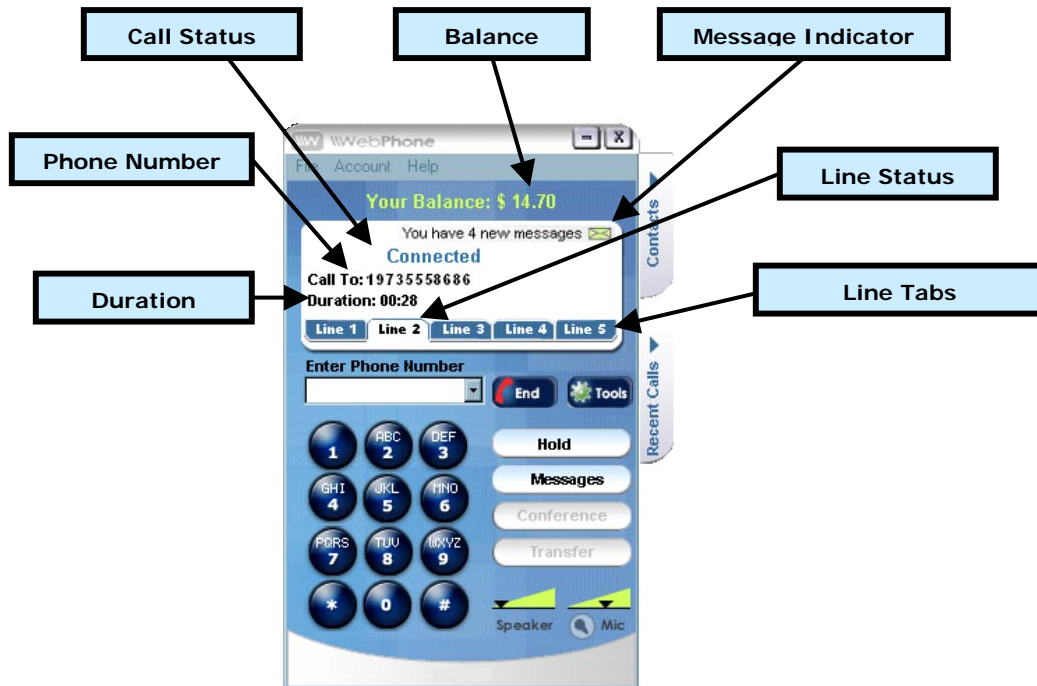 Call Status
Balance
Message Indicator
Phone Number
Line Status
Duration
Line Tabs
WebPhone
File Account Help
Your Balance: $ 14.70
You have 4 new messages
Connected
Call To: 19735558686
Duration: 00:28
Line 1 Line 2 Line 3 Line 4 Line 5
Contacts
Recent Calls
Enter Phone Number
End Tools
1 ABC 2 DEF 3
GHI 4 JKL 5 MNO 6
PQRS 7 TUV 8 WXYZ 9
* 0 #
Hold
Messages
Conference
Transfer
Speaker Mic